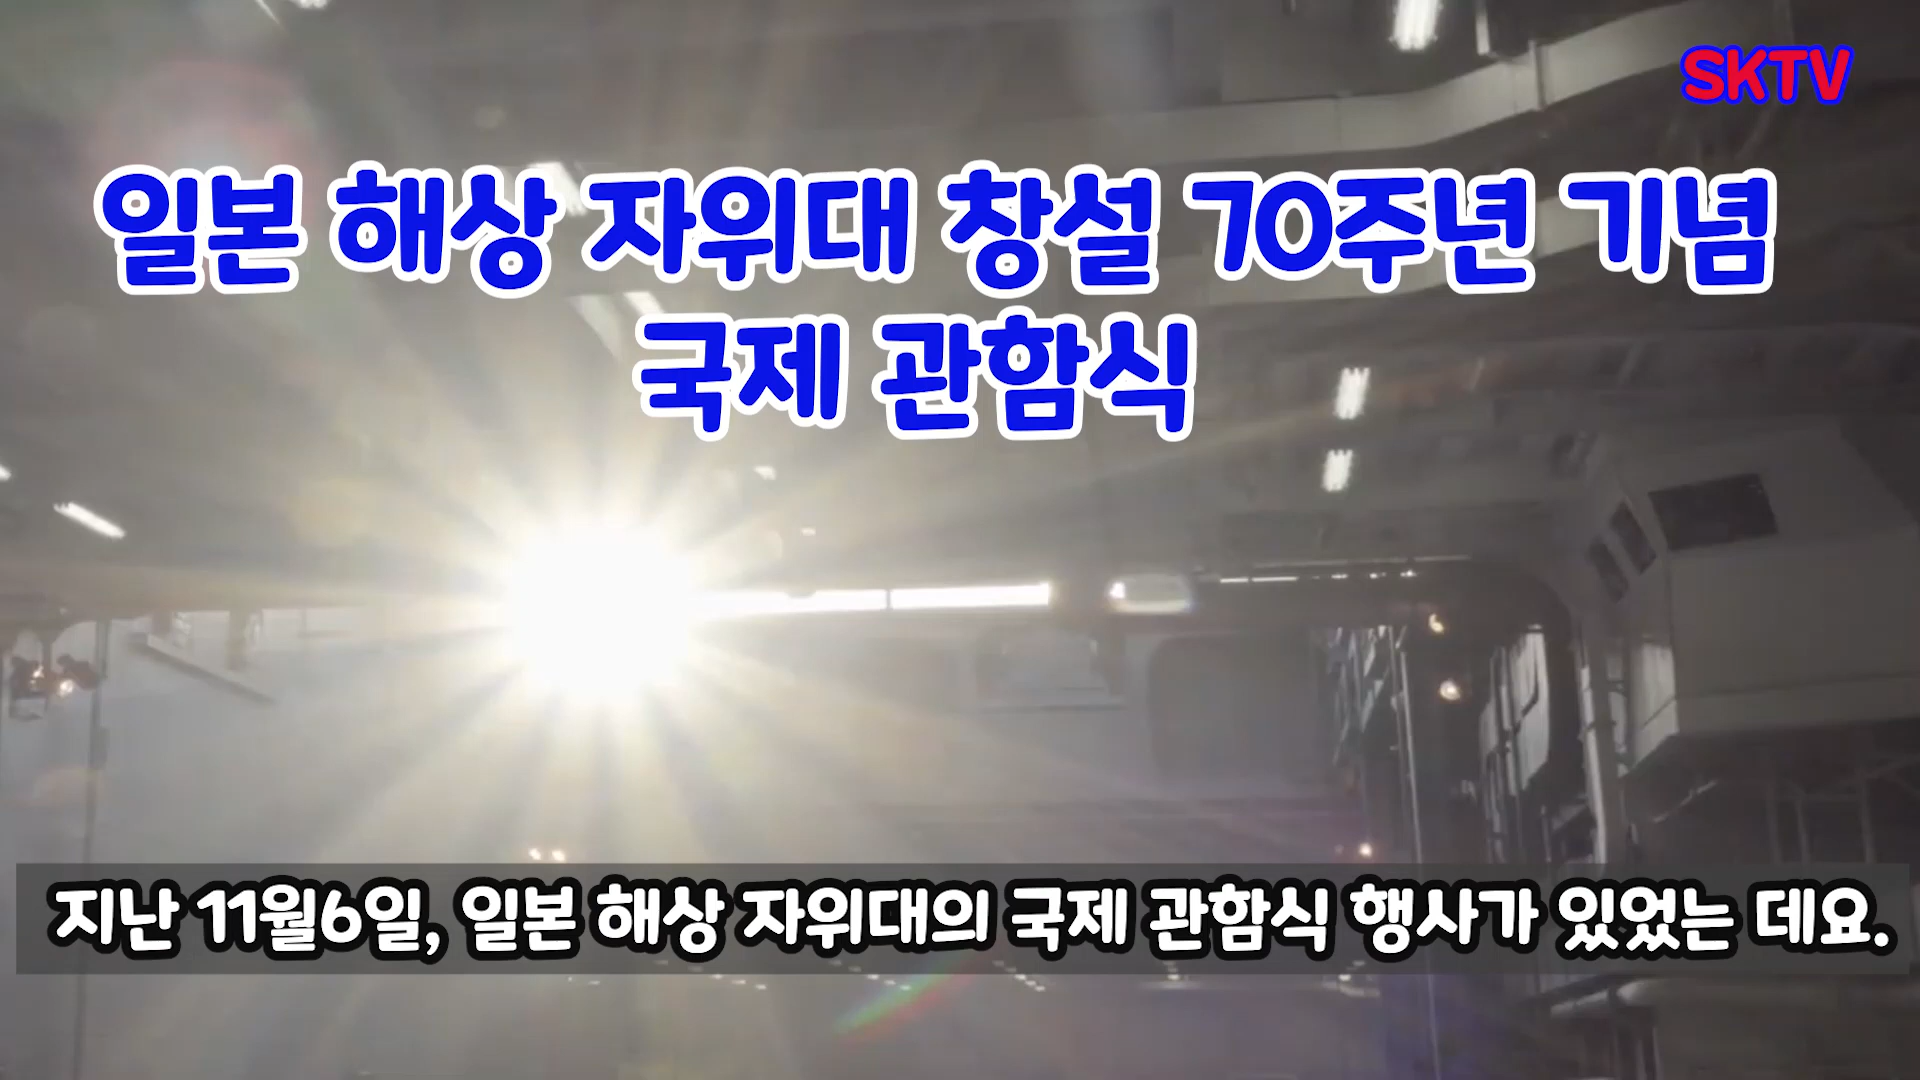 SKTV
일본 해상 자위대 창설 70주년 기념
국제 관함식
지난 11월6일, 일본 해상 자위대의 국제 관함식 행사가 있었는 데요.